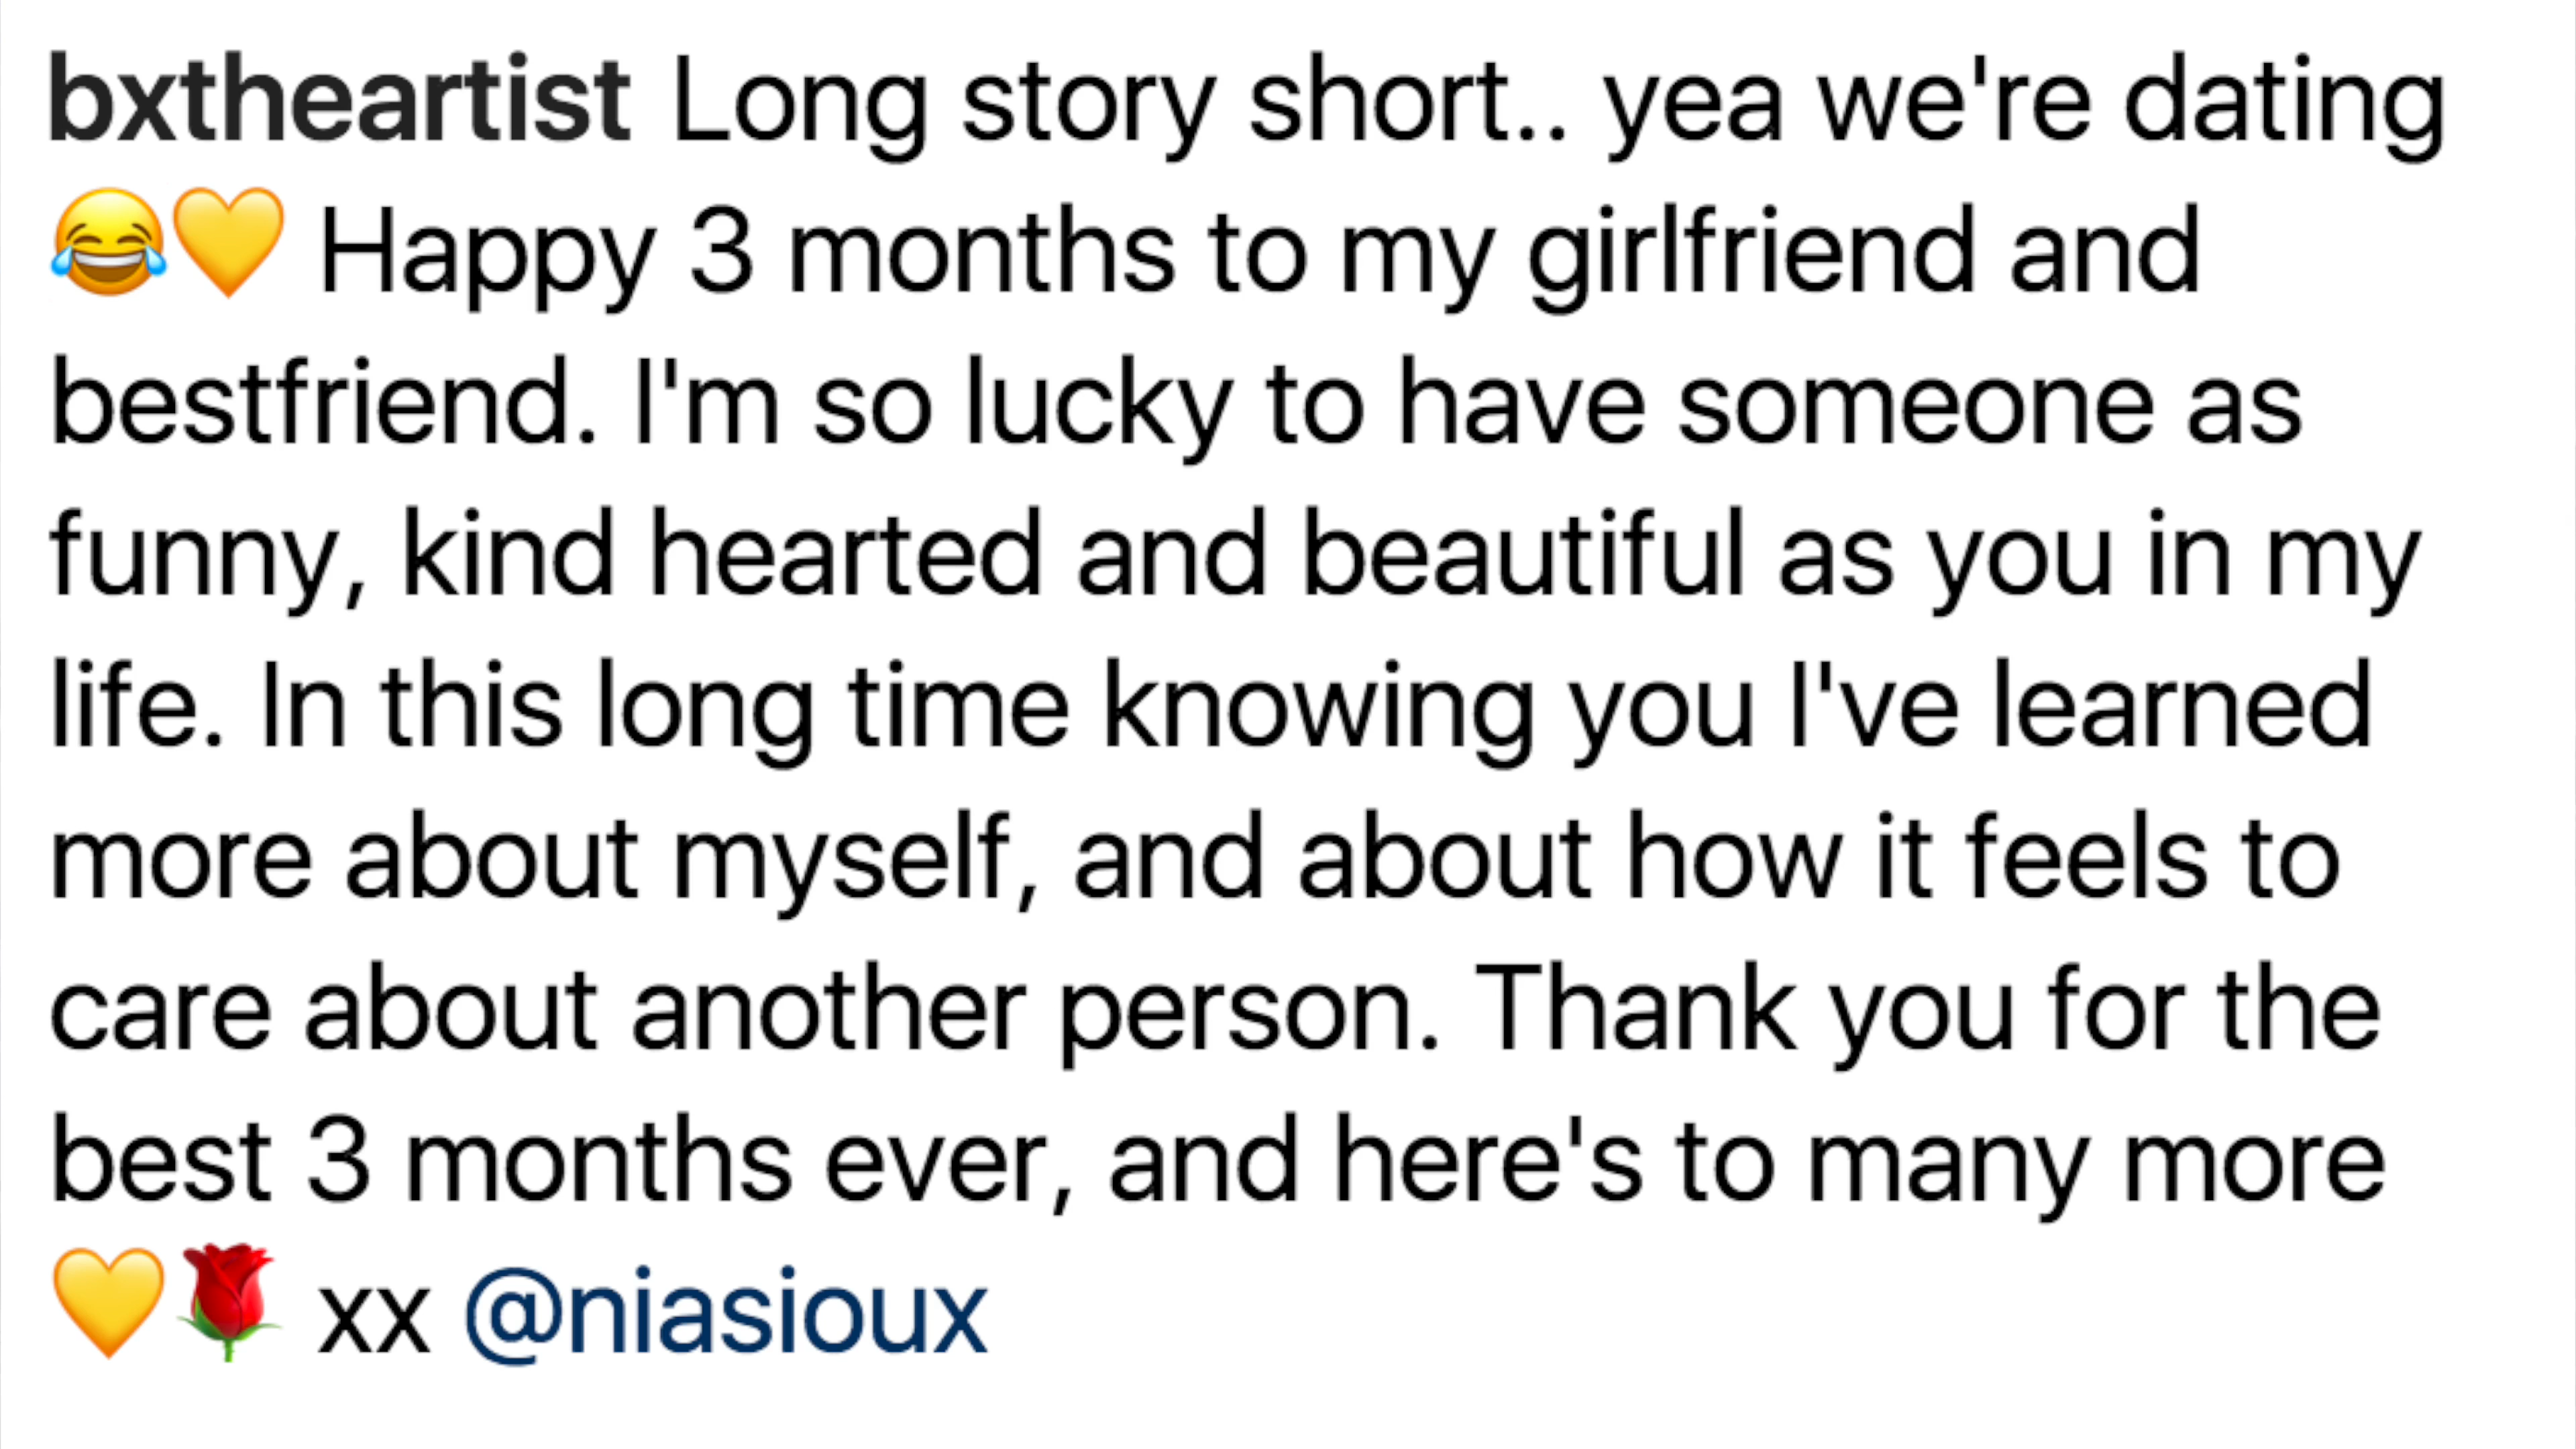 bxtheartist Long story short.. yea we're dating
😂💛 Happy 3 months to my girlfriend and
bestfriend. I'm so lucky to have someone as
funny, kind hearted and beautiful as you in my
life. In this long time knowing you I've learned
more about myself, and about how it feels to
care about another person. Thank you for the
best 3 months ever, and here's to many more
💛🌹 xx @niasioux